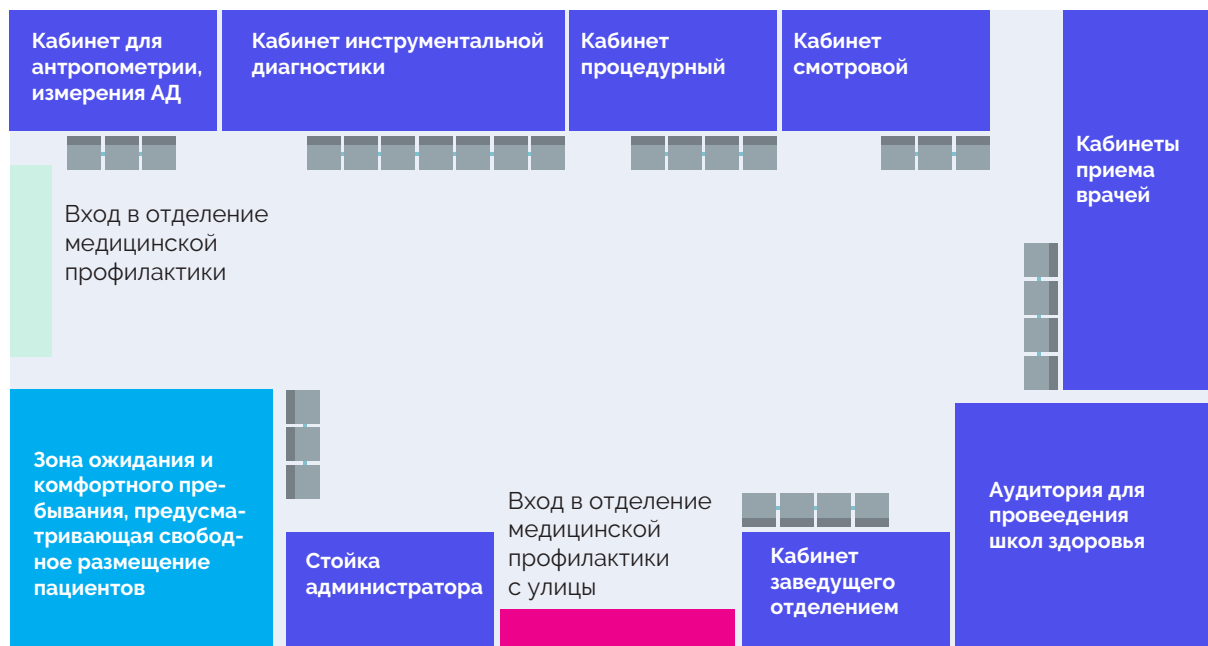 Кабинет для
антропометрии,
измерения АД
Кабинет инструментальной
диагностики
Кабинет
процедурный
Кабинет
смотровой
Кабинеты
приема
врачей
Вход в отделение
медицинской
профилактики
Зона ожидания и
комфортного пре-
бывания, предусма-
тривающая свобод-
ное размещение
пациентов
Стойка
администратора
Вход в отделение
медицинской
профилактики
с улицы
Кабинет
заведущего
отделением
Аудитория для
провеедения
школ здоровья